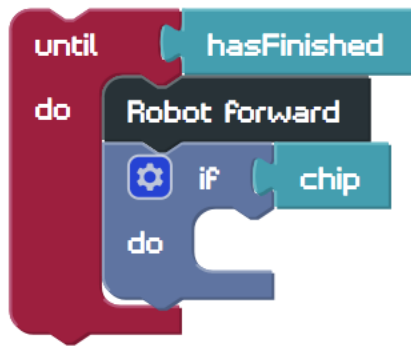 until hasFinished
do Robot forward
if chip
do